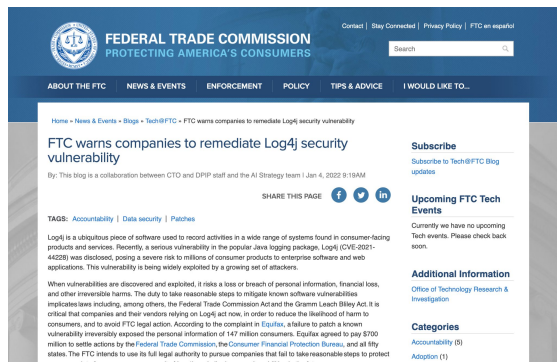 Contact | Stay Connected | Privacy Policy | FTC en español
FEDERAL TRADE COMMISSION
PROTECTING AMERICA'S CONSUMERS
Search
ABOUT THE FTC
NEWS & EVENTS
ENFORCEMENT
POLICY
TIPS & ADVICE
I WOULD LIKE TO...
Home » News & Events » Blogs » Tech@FTC » FTC warns companies to remediate Log4j security vulnerability
FTC warns companies to remediate Log4j security
vulnerability
By: This blog is a collaboration between CTO and DPIP staff and the AI Strategy team | Jan 4, 2022 9:19AM
SHARE THIS PAGE
TAGS: Accountability | Data security | Patches
Log4j is a ubiquitous piece of software used to record activities in a wide range of systems found in consumer-facing
products and services. Recently, a serious vulnerability in the popular Java logging package, Log4j (CVE-2021-
44228) was disclosed, posing a severe risk to millions of consumer products to enterprise software and web
applications. This vulnerability is being widely exploited by a growing set of attackers.
When vulnerabilities are discovered and exploited, it risks a loss or breach of personal information, financial loss,
and other irreversible harms. The duty to take reasonable steps to mitigate known software vulnerabilities
implicates laws including, among others, the Federal Trade Commission Act and the Gramm Leach Bliley Act. It is
critical that companies and their vendors relying on Log4j act now, in order to reduce the likelihood of harm to
consumers, and to avoid FTC legal action. According to the complaint in Equifax, a failure to patch a known
vulnerability irreversibly exposed the personal information of 147 million consumers. Equifax agreed to pay $700
million to settle actions by the Federal Trade Commission, the Consumer Financial Protection Bureau, and all fifty
states. The FTC intends to use its full legal authority to pursue companies that fail to take reasonable steps to protect
Subscribe
Subscribe to Tech@FTC Blog
updates
Upcoming FTC Tech
Events
Currently we have no upcoming
Tech events. Please check back
soon.
Additional Information
Office of Technology Research &
Investigation
Categories
Accountability (5)
Adoption (1)